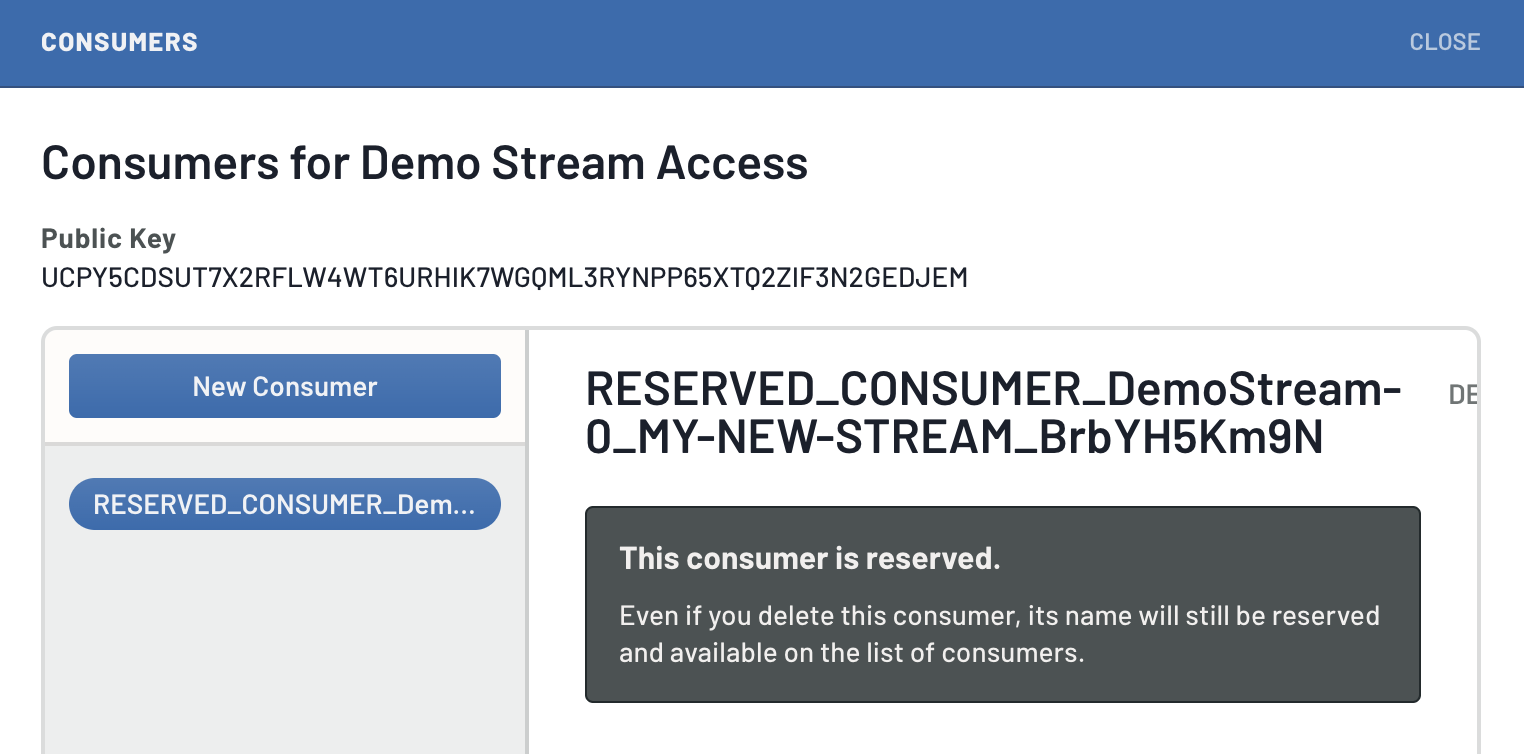 CONSUMERS
CLOSE
Consumers for Demo Stream Access
Public Key
UCPY5CDSUT7X2RFLW4WT6URHIK7WGQML3RYNPP65XTQ2ZIF3N2GEDJEM
New Consumer
RESERVED_CONSUMER_Dem...
RESERVED_CONSUMER_DemoStream-
0_MY-NEW-STREAM_BrbYH5Km9N
DE
This consumer is reserved.
Even if you delete this consumer, its name will still be reserved
and available on the list of consumers.